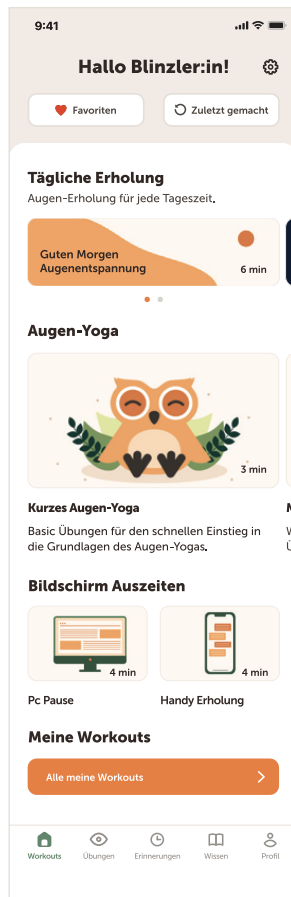 9:41
Hallo Blinzler:in!
Favoriten
Zuletzt gemacht
Tägliche Erholung
Augen-Erholung für jede Tageszeit.
Guten Morgen
Augenentspannung
6 min
Augen-Yoga
3 min
Kurzes Augen-Yoga
Basic Übungen für den schnellen Einstieg in
die Grundlagen des Augen-Yogas.
Bildschirm Auszeiten
4 min
4 min
Pc Pause
Handy Erholung
Meine Workouts
Alle meine Workouts
Workouts
Übungen
Erinnerungen
Wissen
Profil